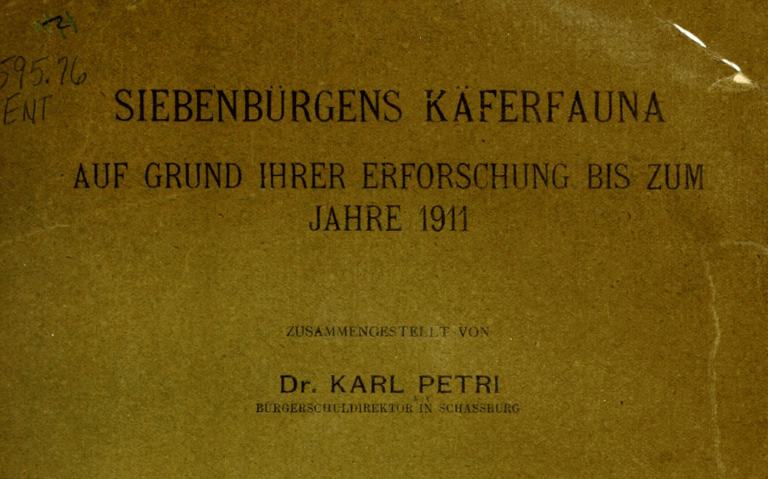 595.76
ENT
SIEBENBÜRGENS KÄFERFAUNA
AUF GRUND IHRER ERFORSCHUNG BIS ZUM
JAHRE 1911
ZUSAMMENGESTELLT VON
Dr. KARL PETRI
BÜRGERSCHULDIREKTOR IN SCHÄSSBURG